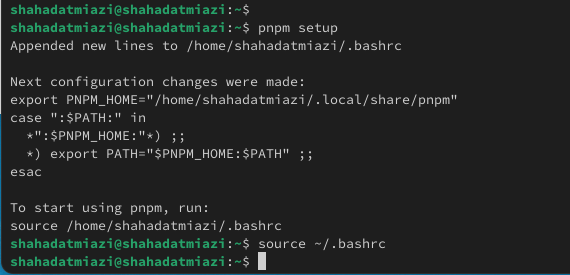 shahadatmiazi@shahadatmiazi:~$
shahadatmiazi@shahadatmiazi:~$ pnpm setup
Appended new lines to /home/shahadatmiazi/.bashrc

Next configuration changes were made:
export PNPM_HOME="/home/shahadatmiazi/.local/share/pnpm"
case ":$PATH:" in
  *":$PNPM_HOME:"*) ;;
  *) export PATH="$PNPM_HOME:$PATH" ;;
esac

To start using pnpm, run:
source /home/shahadatmiazi/.bashrc
shahadatmiazi@shahadatmiazi:~$ source ~/.bashrc
shahadatmiazi@shahadatmiazi:~$